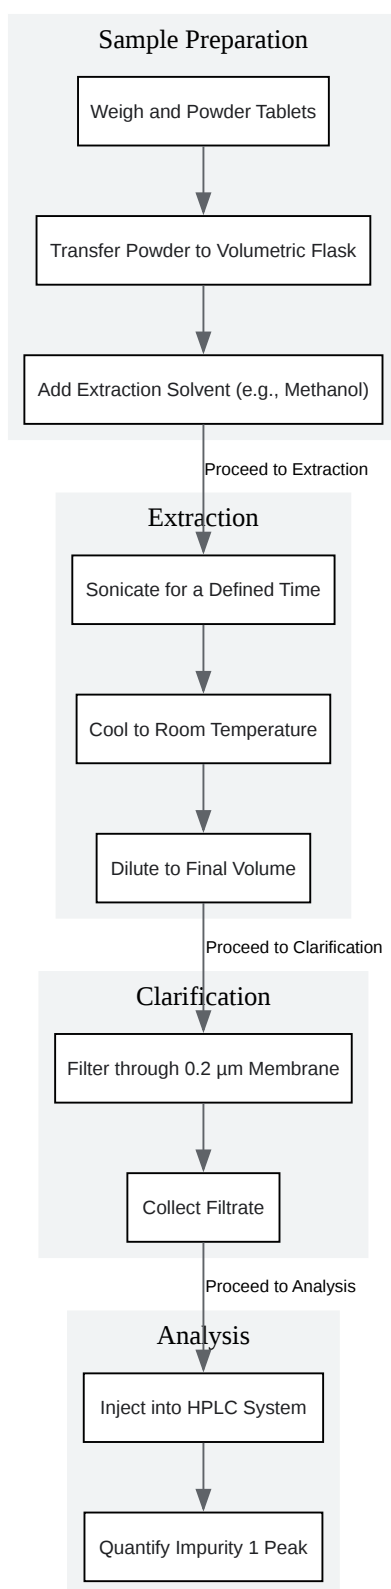 Sample Preparation
Weigh and Powder Tablets
Transfer Powder to Volumetric Flask
Add Extraction Solvent (e.g., Methanol)
Proceed to Extraction
Extraction
Sonicate for a Defined Time
Cool to Room Temperature
Dilute to Final Volume
Proceed to Clarification
Clarification
Filter through 0.2 µm Membrane
Collect Filtrate
Proceed to Analysis
Analysis
Inject into HPLC System
Quantify Impurity 1 Peak